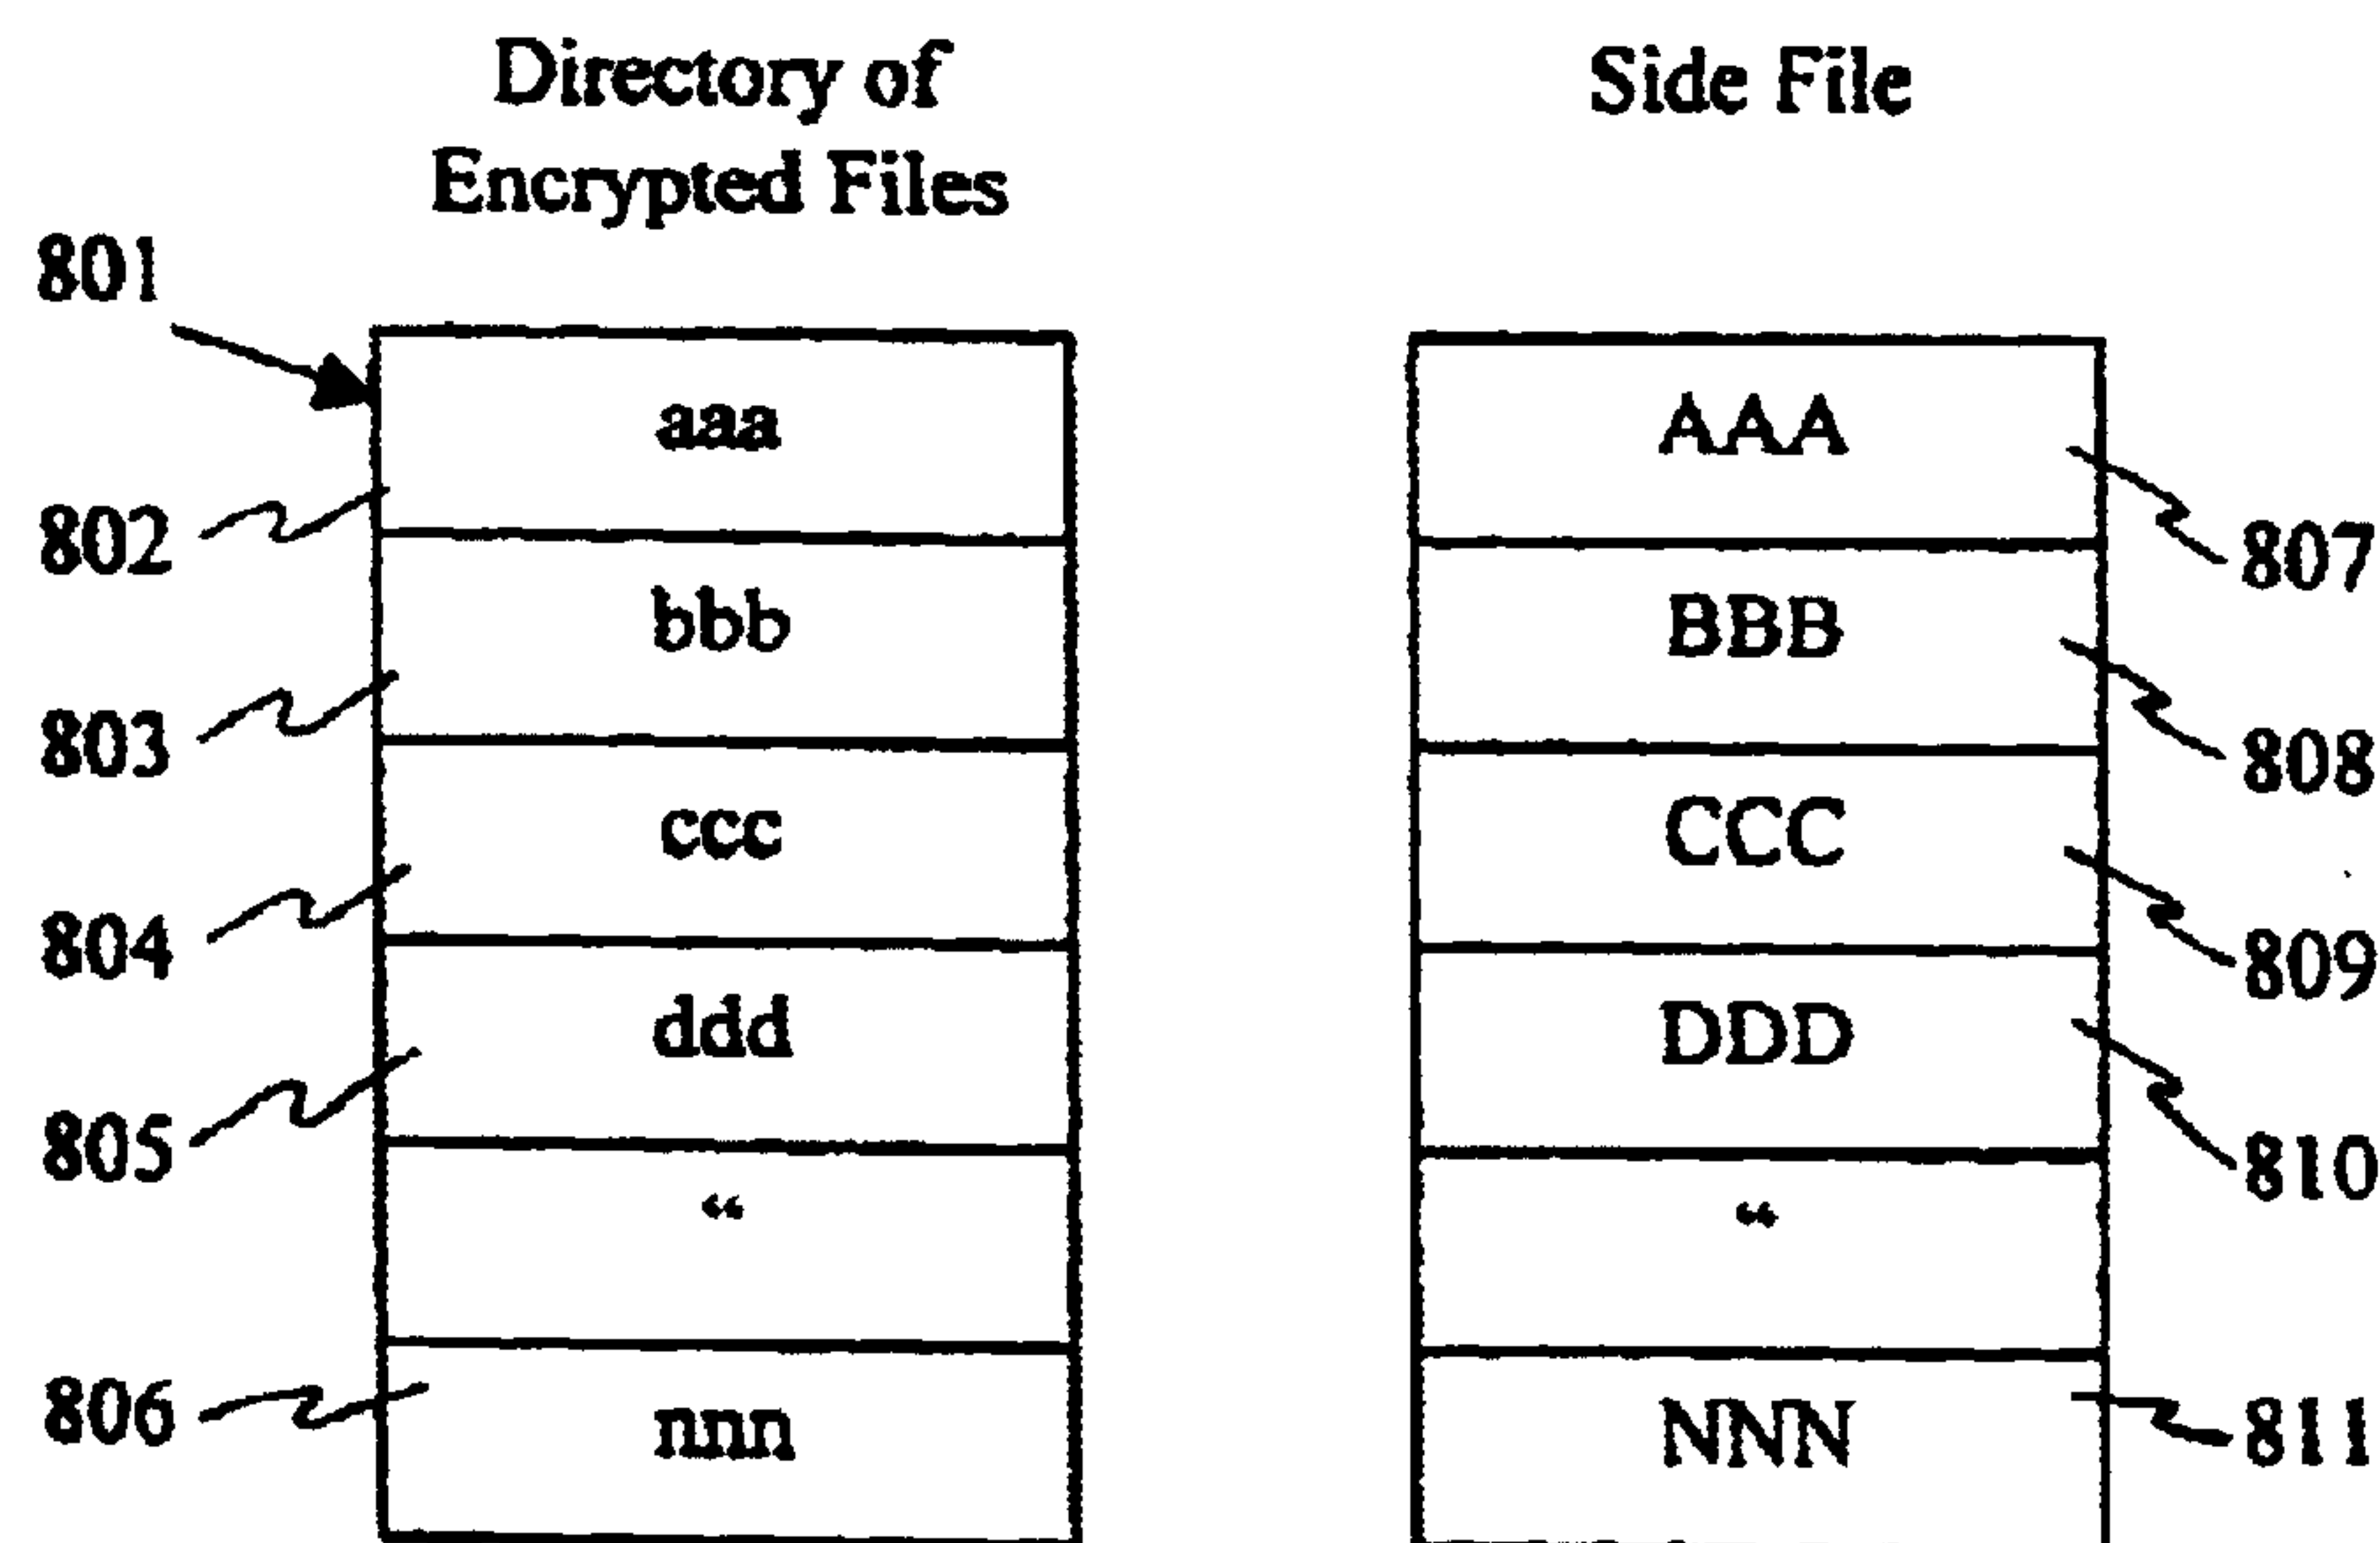 Directory of
Encrypted Files
Side File
801
aaa
AAA
802
807
bbb
BBB
803
808
ccc
CCC
804
809
ddd
DDD
805
810
“
“
806
nnn
NNN
811